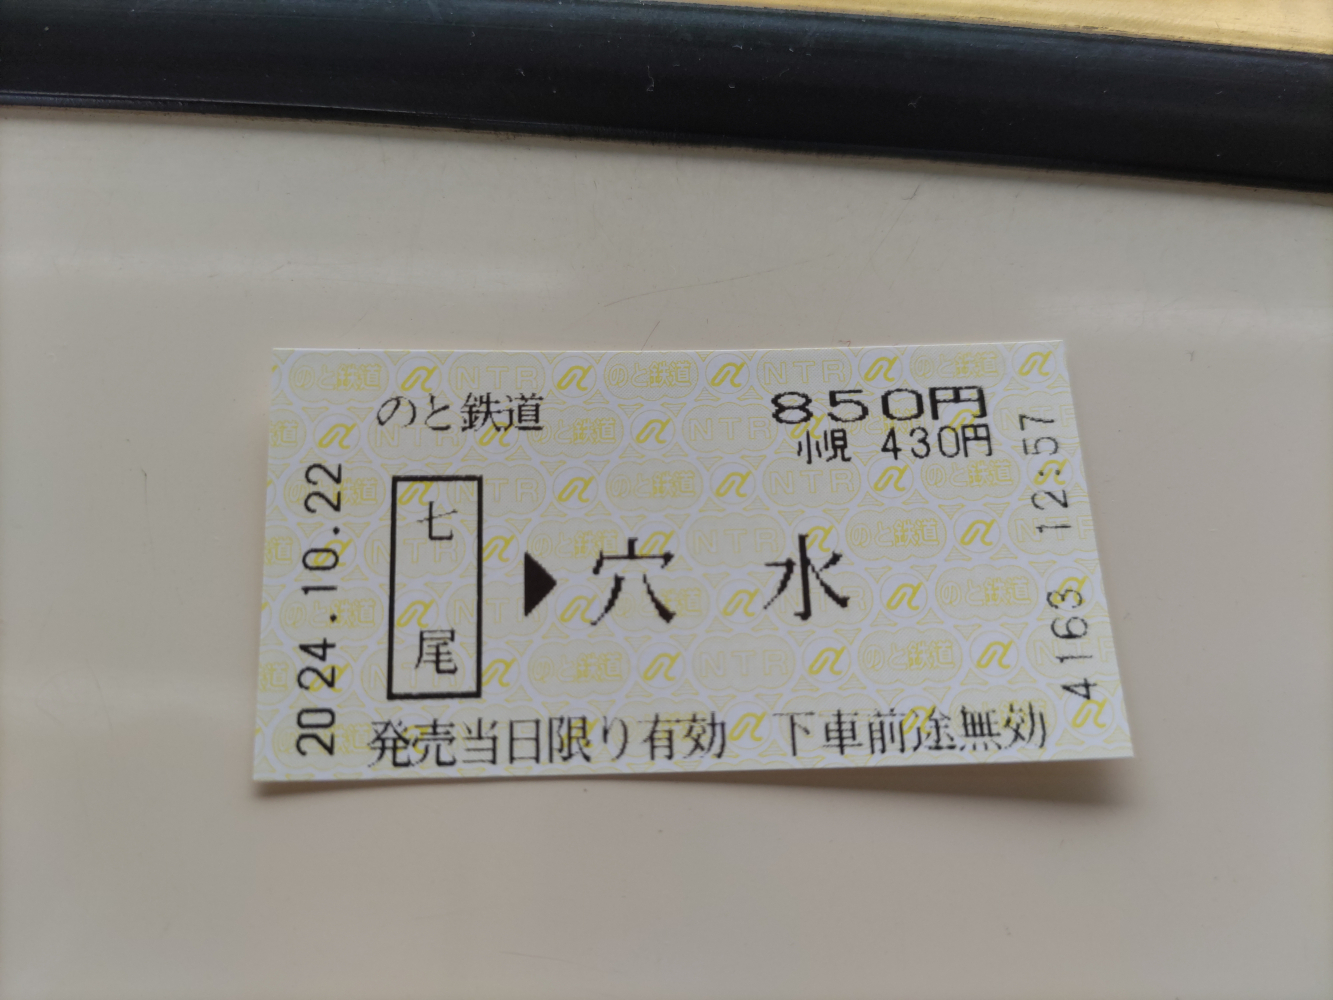 のと鉄道
850円
小児 430円
2024.10.22
七尾
▶穴水
4163 12:57
発売当日限り有効 下車前途無効